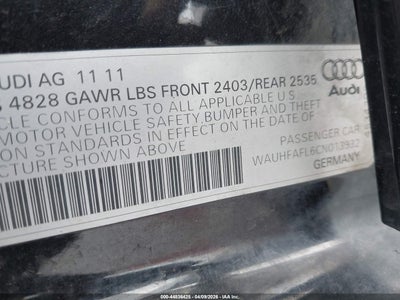 UDI AG 11 11
4828 GAWR LBS FRONT 2403/REAR 2535
ICLE CONFORMS TO ALL APPLICABLE
MOTOR VEHICLE SAFETY, BUMPER AND THEFT
ON STANDARDS IN EFFECT ON THE DATE OF
CTURE SHOWN ABOVE
Audi
PASSENGER CAR
WAUHFAFL6CN013932
GERMANY
000-44838425 - 04/09/2026 - IAA Inc.